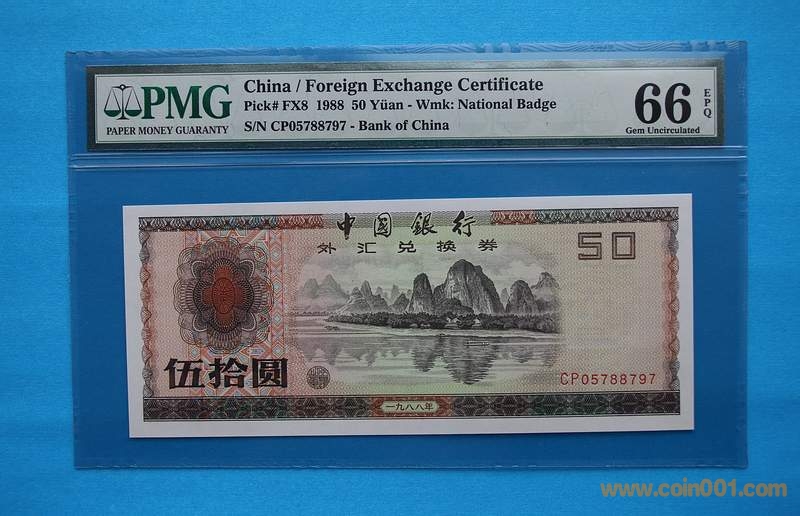 PMG
PAPER MONEY GUARANTY
China / Foreign Exchange Certificate
Pick# FX8 1988 50 Yüan - Wmk: National Badge
S/N CP05788797 - Bank of China
66 EPQ
Gem Uncirculated
中國銀行
外汇兑换券
50
伍拾圆
CP05788797
一九八八年
www.coin001.com